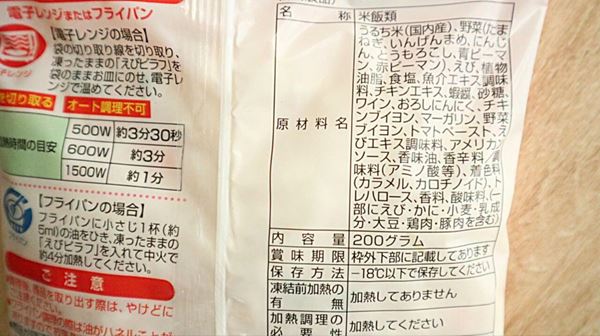 電子レンジまたはフライパン
【電子レンジの場合】
袋の切り取り線を切り取り、
凍ったままの「えびピラフ」を
袋のままお皿にのせ、電子レ
ンジで温めてください。
を切り取る オート調理不可
加熱時間の目安
500W 約3分30秒
600W 約3分
1500W 約1分
【フライパンの場合】
フライパンに小さじ1杯(約
5ml)の油をひき、凍ったままの
「えびピラフ」を入れて中火で
約4分加熱してください。
ご注意
名称 米飯類
原材料名
うるち米(国内産)、野菜(たま
ねぎ、いんげんまめ、にんじ
ん、とうもろこし、青ピーマ
ン、赤ピーマン)、えび、植物
油脂、食塩、魚介エキス調味
料、チキンエキス、蝦醤、砂糖、
ワイン、おろしにんにく、チキ
ンブイヨン、マーガリン、野菜
ブイヨン、トマトペースト、え
びエキス調味料、アメリカン
ソース、香味油、香辛料／調
味料(アミノ酸等)、着色料
(カラメル、カロチノイド)、ト
レハロース、香料、酸味料、(一
部にえび・かに・小麦・乳成
分・大豆・鶏肉・豚肉を含む)
内容量 200グラム
賞味期限 枠外下部に記載してあります
保存方法 −18℃以下で保存してください
凍結前加熱の有無 加熱してありません
加熱調理の必要性 加熱してください